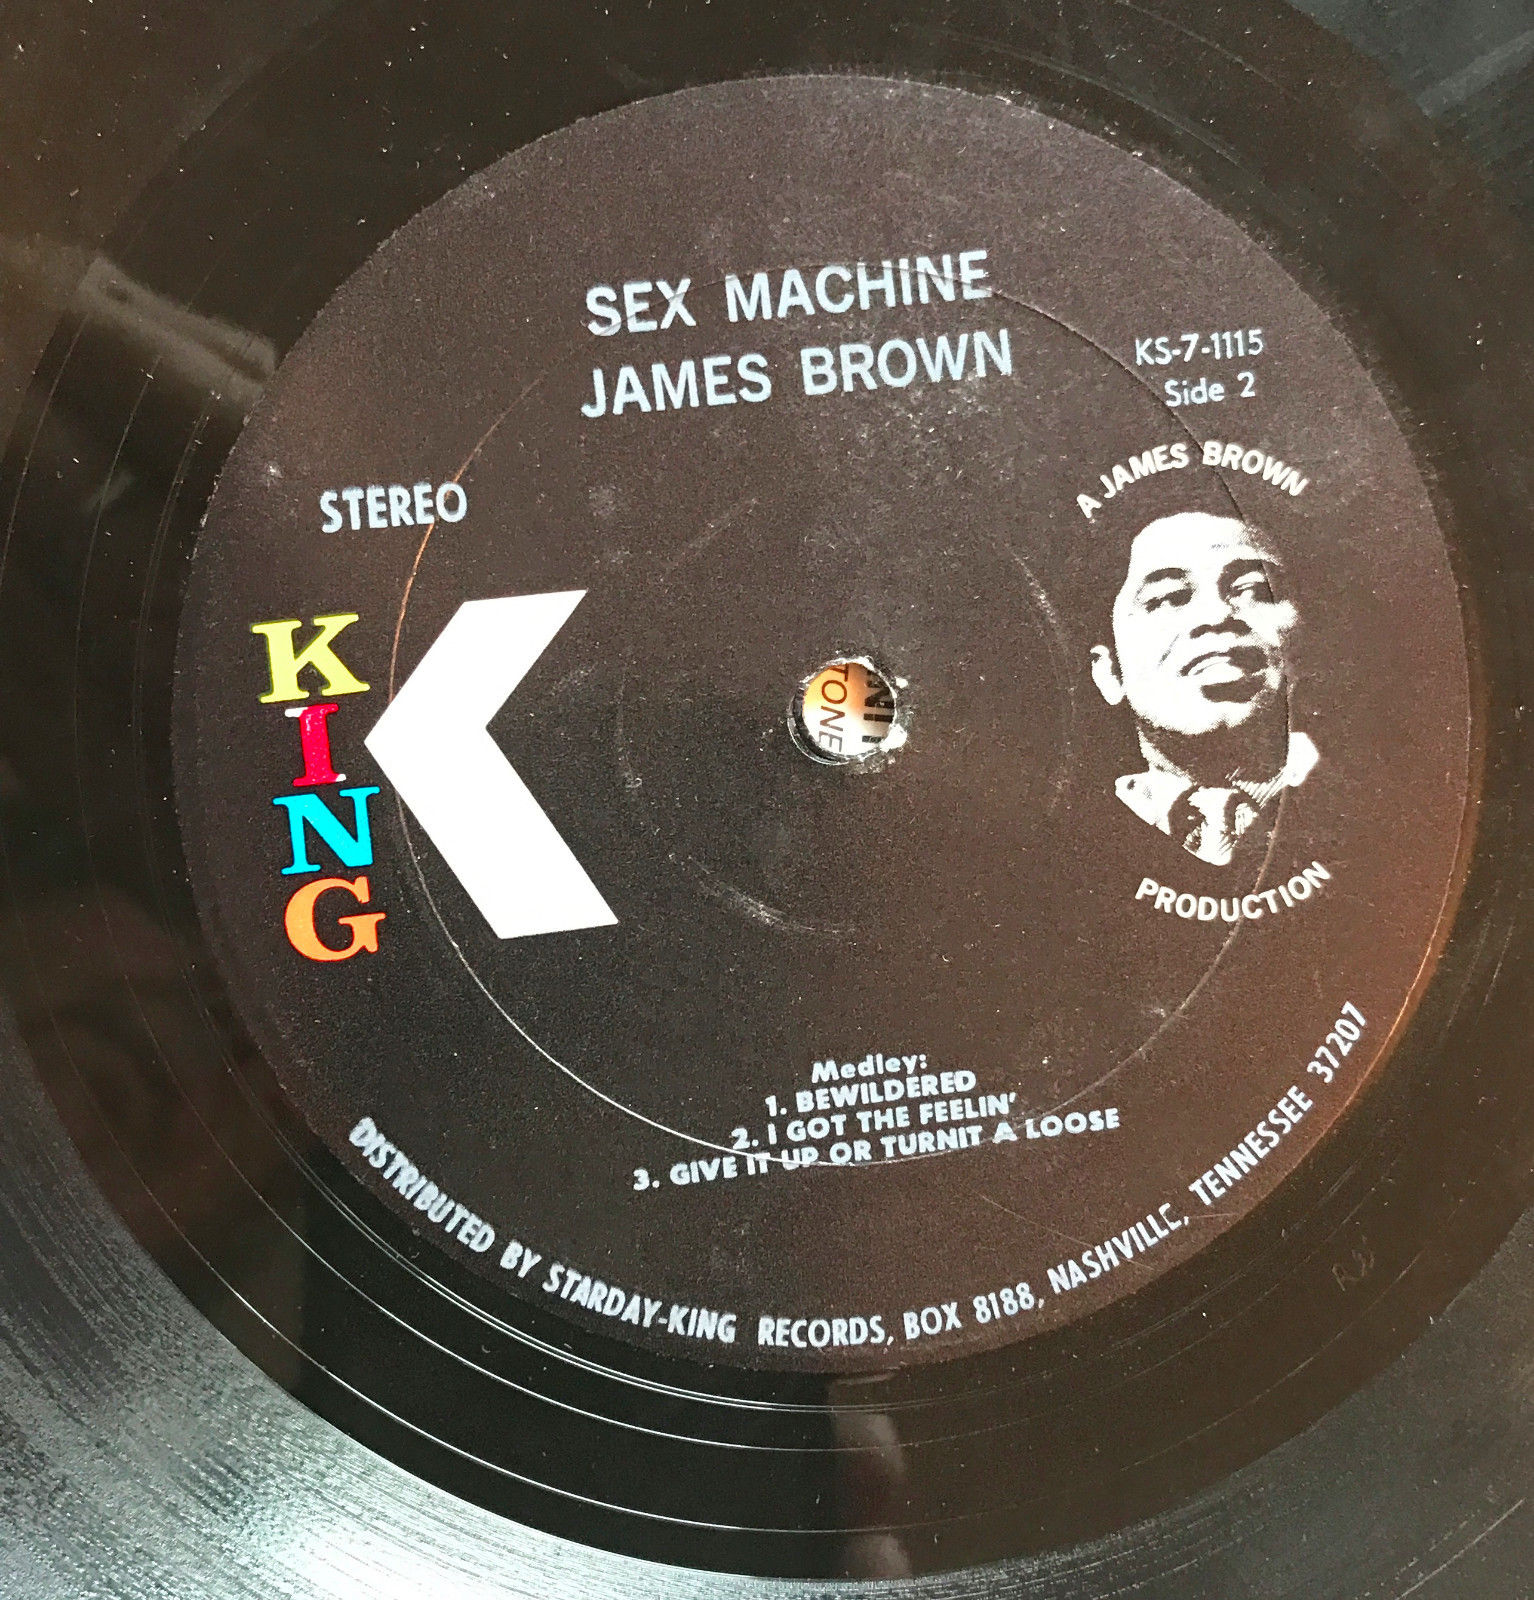 SEX MACHINE
JAMES BROWN
KS-7-1115
Side 2
STEREO
A JAMES BROWN
PRODUCTION
KING
TONE
Medley:
1. BEWILDERED
2. I GOT THE FEELIN'
3. GIVE IT UP OR TURNIT A LOOSE
DISTRIBUTED BY STARDAY-KING RECORDS, BOX 8188, NASHVILLE, TENNESSEE 37207